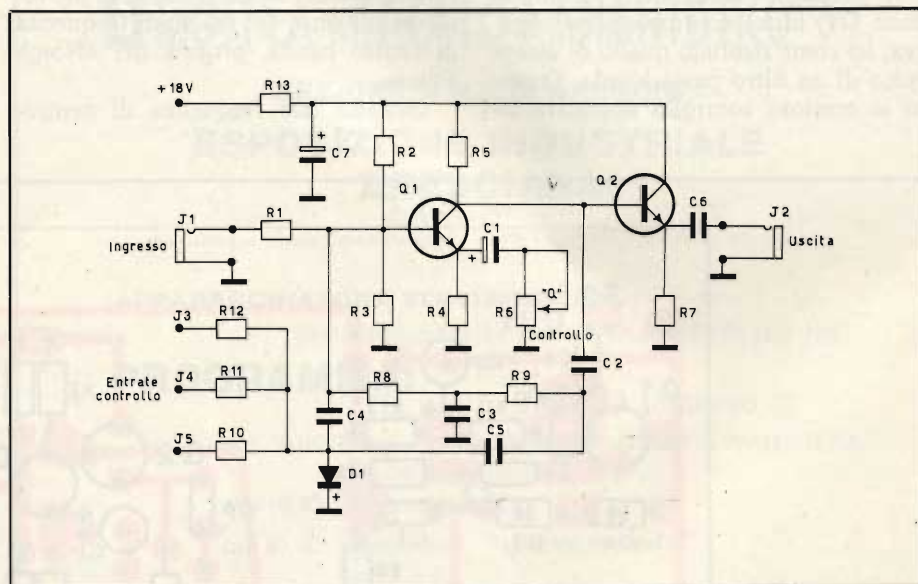 +18V
R13
C7
R2
R5
Q1
Q2
C6
J1
R1
J2
Ingresso
C1
Uscita
"Q"
R3
R4
R6
R7
Controllo
J3
R12
C2
J4
R11
R8
R9
Entrate
controllo
C4
C3
J5
R10
C5
D1